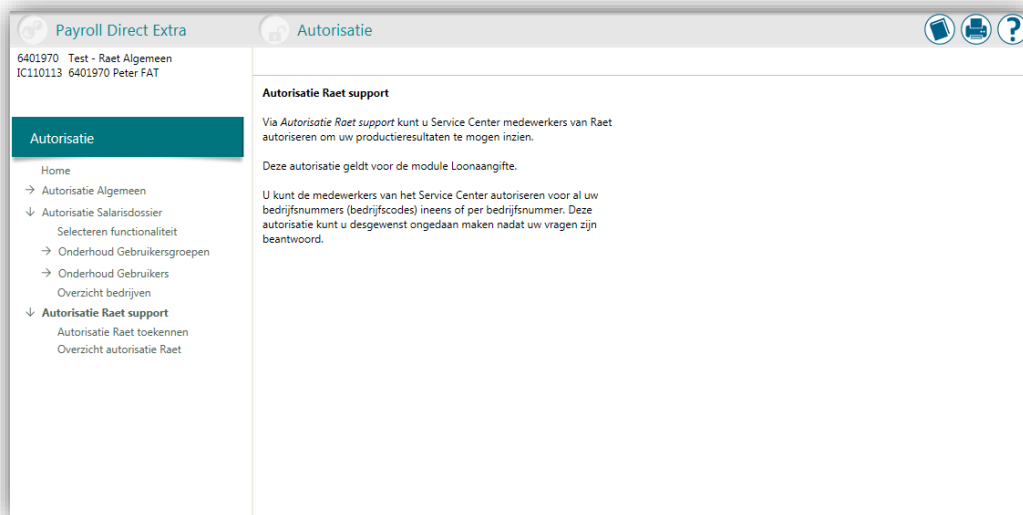 Payroll Direct Extra
Autorisatie
?
6401970 Test - Raet Algemeen
IC110113 6401970 Peter FAT
Autorisatie
Home
→ Autorisatie Algemeen
↓ Autorisatie Salarisdossier
Selecteren functionaliteit
→ Onderhoud Gebruikersgroepen
→ Onderhoud Gebruikers
Overzicht bedrijven
↓ Autorisatie Raet support
Autorisatie Raet toekennen
Overzicht autorisatie Raet
Autorisatie Raet support
Via Autorisatie Raet support kunt u Service Center medewerkers van Raet
autoriseren om uw productieresultaten te mogen inzien.
Deze autorisatie geldt voor de module Loonaangifte.
U kunt de medewerkers van het Service Center autoriseren voor al uw
bedrijfsnummers (bedrijfscodes) ineens of per bedrijfsnummer. Deze
autorisatie kunt u desgewenst ongedaan maken nadat uw vragen zijn
beantwoord.